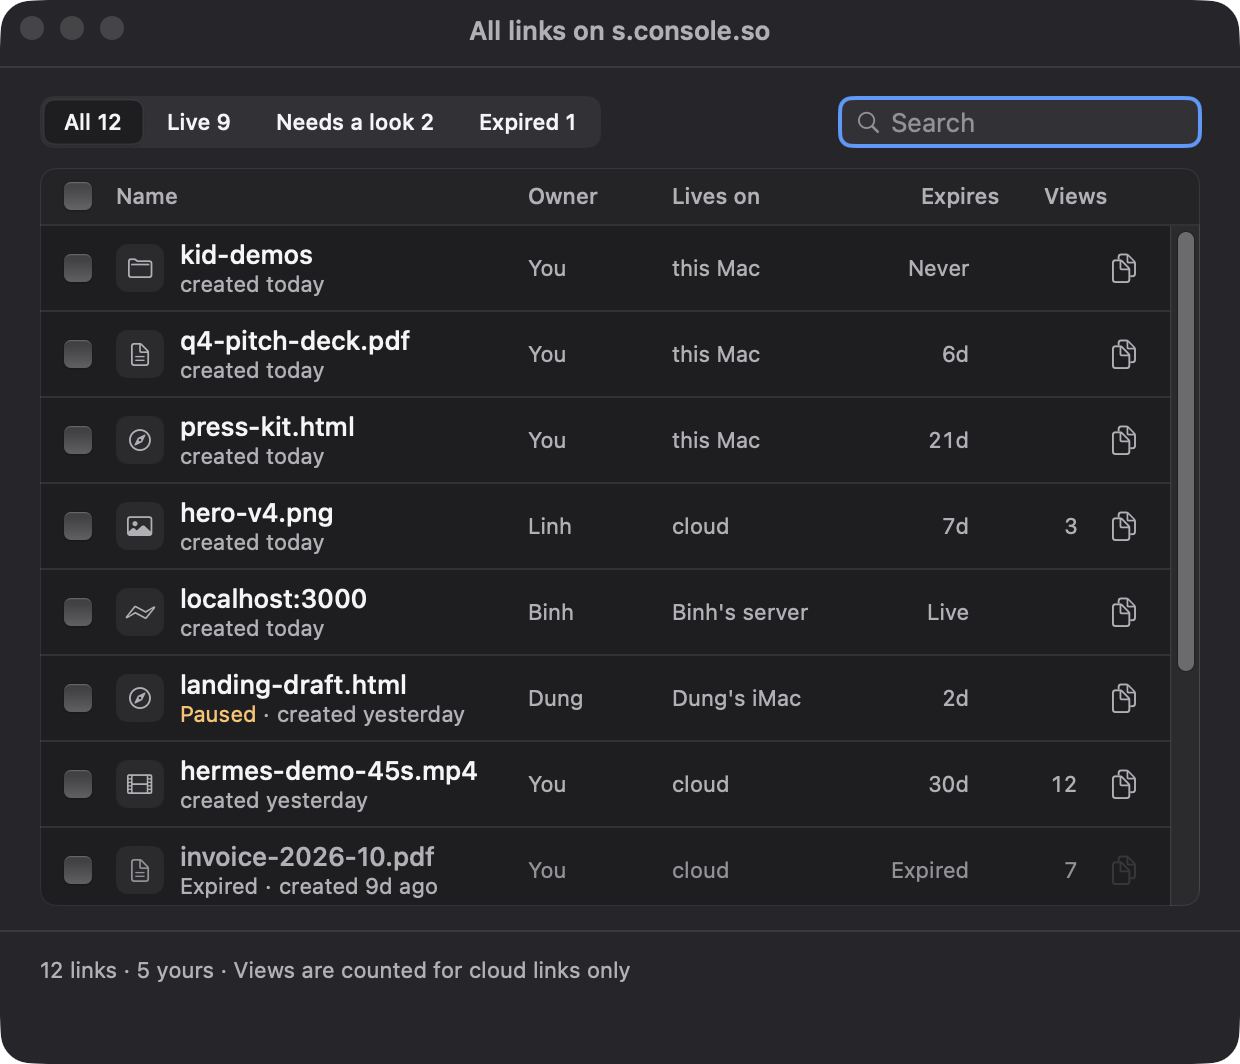 All links on s.console.so
All 12 Live 9 Needs a look 2 Expired 1 Search
Name Owner Lives on Expires Views
kid-demos
created today
You this Mac Never
q4-pitch-deck.pdf
created today
You this Mac 6d
press-kit.html
created today
You this Mac 21d
hero-v4.png
created today
Linh cloud 7d 3
localhost:3000
created today
Binh Binh's server Live
landing-draft.html
Paused · created yesterday
Dung Dung's iMac 2d
hermes-demo-45s.mp4
created yesterday
You cloud 30d 12
invoice-2026-10.pdf
Expired · created 9d ago
You cloud Expired 7
12 links · 5 yours · Views are counted for cloud links only